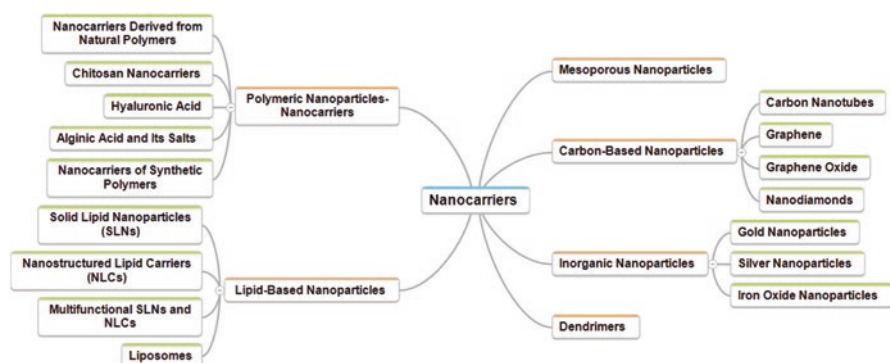 Nanocarriers Derived from
Natural Polymers
Chitosan Nanocarriers
Hyaluronic Acid
Alginic Acid and Its Salts
Nanocarriers of Synthetic
Polymers
Polymeric Nanoparticles-
Nanocarriers
Solid Lipid Nanoparticles
(SLNs)
Nanostructured Lipid Carriers
(NLCs)
Multifunctional SLNs and
NLCs
Liposomes
Lipid-Based Nanoparticles
Nanocarriers
Mesoporous Nanoparticles
Carbon-Based Nanoparticles
Carbon Nanotubes
Graphene
Graphene Oxide
Nanodiamonds
Inorganic Nanoparticles
Gold Nanoparticles
Silver Nanoparticles
Iron Oxide Nanoparticles
Dendrimers